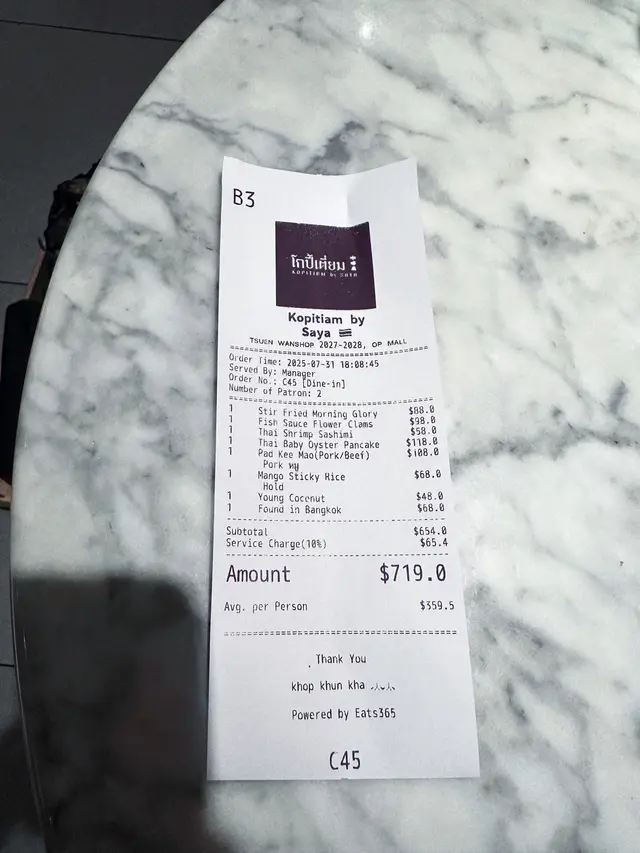 B3
โกปี๊เตี่ยม
KOPITIAM by SAYA
Kopitiam by
Saya
TSUEN WANSHOP 2027-2028, OP MALL
Order Time: 2025-07-31 18:08:45
Served By: Manager
Order No.: C45 [Dine-in]
Number of Patron: 2
1 Stir Fried Morning Glory $88.0
1 Fish Sauce Flower Clams $98.0
1 Thai Shrimp Sashimi $58.0
1 Thai Baby Oyster Pancake $118.0
1 Pad Kee Mao(Pork/Beef) $108.0
Pork หมู
1 Mango Sticky Rice $68.0
Hold
1 Young Coconut $48.0
1 Found in Bangkok $68.0
Subtotal $654.0
Service Charge(10%) $65.4
Amount $719.0
Avg. per Person $359.5
Thank You
khop khun kha
Powered by Eats365
C45